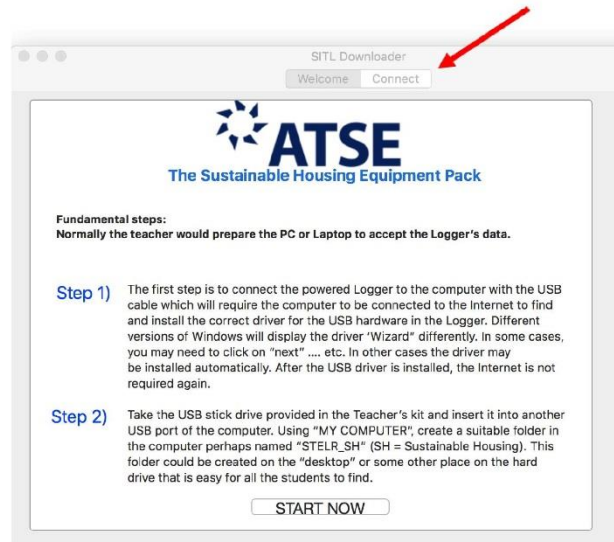 SITL Downloader
Welcome Connect
ATSE
The Sustainable Housing Equipment Pack
Fundamental steps:
Normally the teacher would prepare the PC or Laptop to accept the Logger's data.
Step 1) The first step is to connect the powered Logger to the computer with the USB
cable which will require the computer to be connected to the Internet to find
and install the correct driver for the USB hardware in the Logger. Different
versions of Windows will display the driver 'Wizard" differently. In some cases,
you may need to click on "next" .... etc. In other cases the driver may
be installed automatically. After the USB driver is installed, the Internet is not
required again.
Step 2) Take the USB stick drive provided in the Teacher's kit and insert it into another
USB port of the computer. Using "MY COMPUTER", create a suitable folder in
the computer perhaps named "STELR_SH" (SH = Sustainable Housing). This
folder could be created on the "desktop" or some other place on the hard
drive that is easy for all the students to find.
START NOW